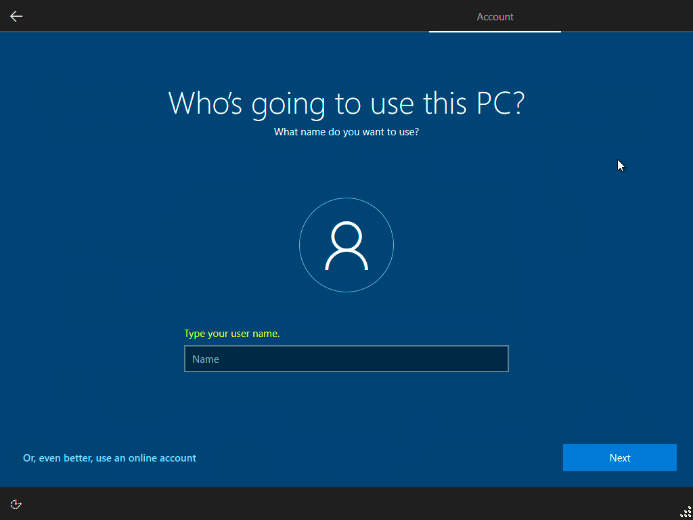 Account
Who's going to use this PC?
What name do you want to use?
Type your user name.
Name
Or, even better, use an online account
Next